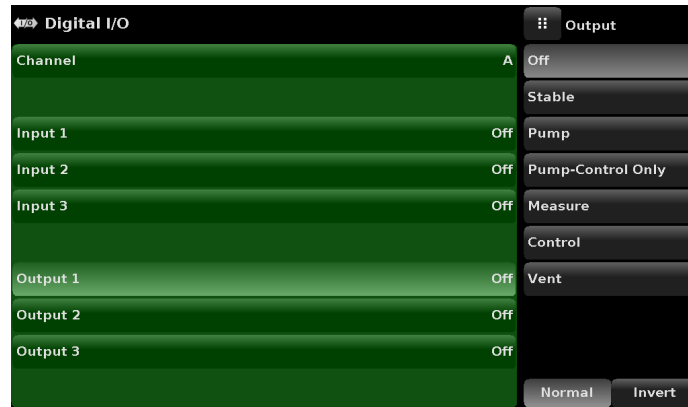 I/O Digital I/O
Channel A
Input 1 Off
Input 2 Off
Input 3 Off
Output 1 Off
Output 2 Off
Output 3 Off
Output
Off
Stable
Pump
Pump-Control Only
Measure
Control
Vent
Normal Invert